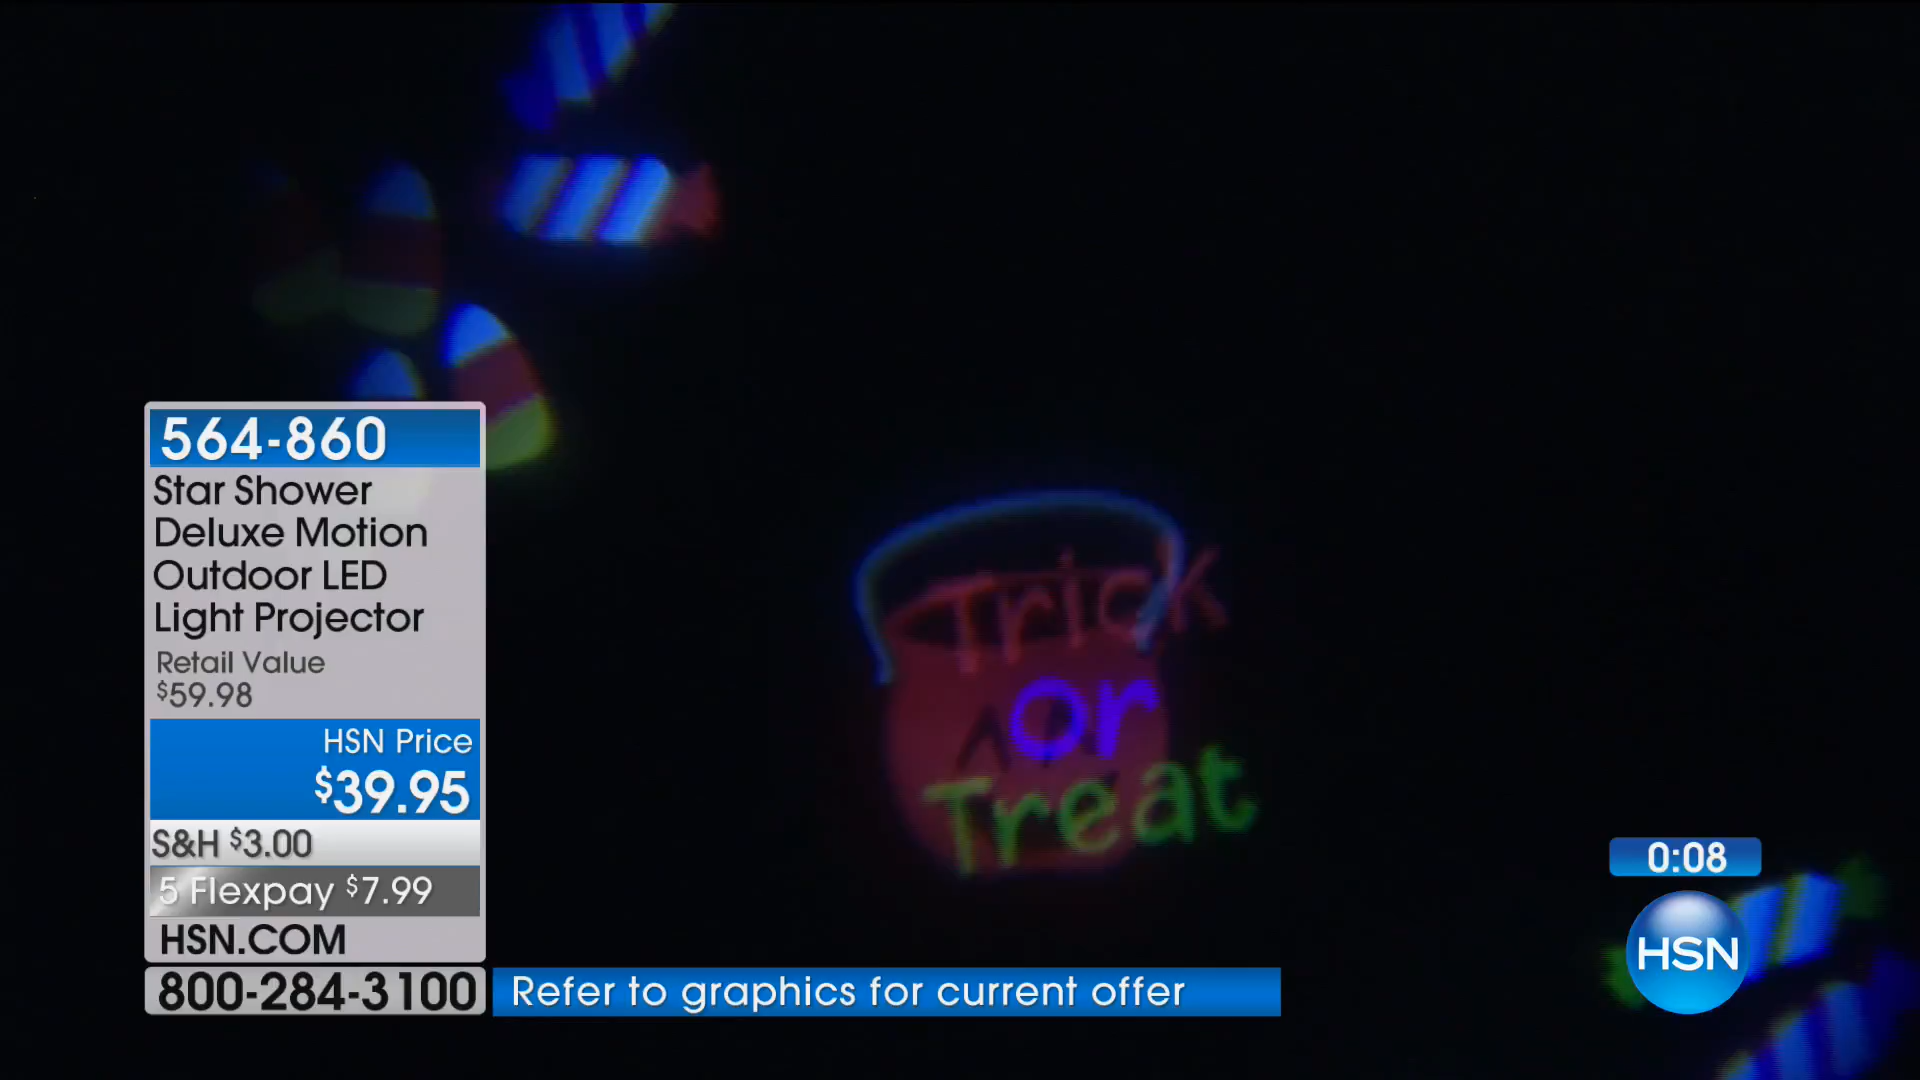 564-860
Star Shower
Deluxe Motion
Outdoor LED
Light Projector
Retail Value
$59.98
HSN Price
$39.95
S&H $3.00
5 Flexpay $7.99
HSN.COM
800-284-3100
Refer to graphics for current offer
Trick
or
Treat
0:08
HSN